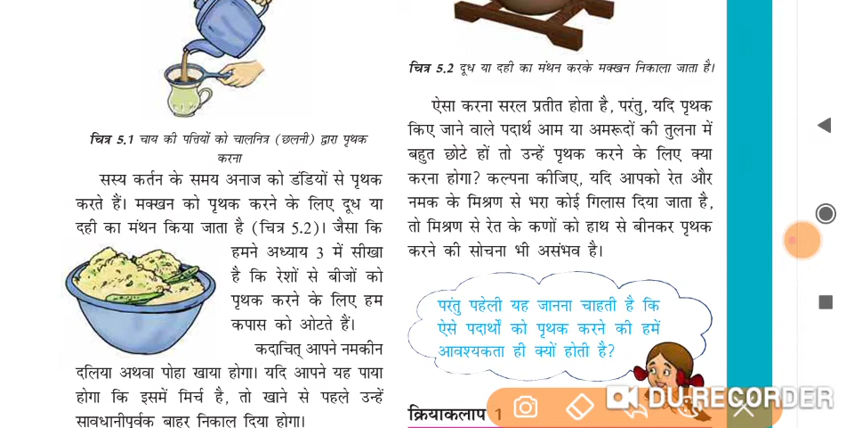 चित्र 5.1 चाय की पत्तियों को चालनित्र (छलनी) द्वारा पृथक
करना
सस्य कर्तन के समय अनाज को डंडियों से पृथक
करते हैं। मक्खन को पृथक करने के लिए दूध या
दही का मंथन किया जाता है (चित्र 5.2)। जैसा कि
हमने अध्याय 3 में सीखा
है कि रेशों से बीजों को
पृथक करने के लिए हम
कपास को ओटते हैं।
कदाचित् आपने नमकीन
दलिया अथवा पोहा खाया होगा। यदि आपने यह पाया
होगा कि इसमें मिर्च है, तो खाने से पहले उन्हें
सावधानीपूर्वक बाहर निकाल दिया होगा।
चित्र 5.2 दूध या दही का मंथन करके मक्खन निकाला जाता है।
ऐसा करना सरल प्रतीत होता है, परंतु, यदि पृथक
किए जाने वाले पदार्थ आम या अमरूदों की तुलना में
बहुत छोटे हों तो उन्हें पृथक करने के लिए क्या
करना होगा? कल्पना कीजिए, यदि आपको रेत और
नमक के मिश्रण से भरा कोई गिलास दिया जाता है,
तो मिश्रण से रेत के कणों को हाथ से बीनकर पृथक
करने की सोचना भी असंभव है।
परंतु पहेली यह जानना चाहती है कि
ऐसे पदार्थों को पृथक करने की हमें
आवश्यकता ही क्यों होती है?
क्रियाकलाप 1
DU RECORDER